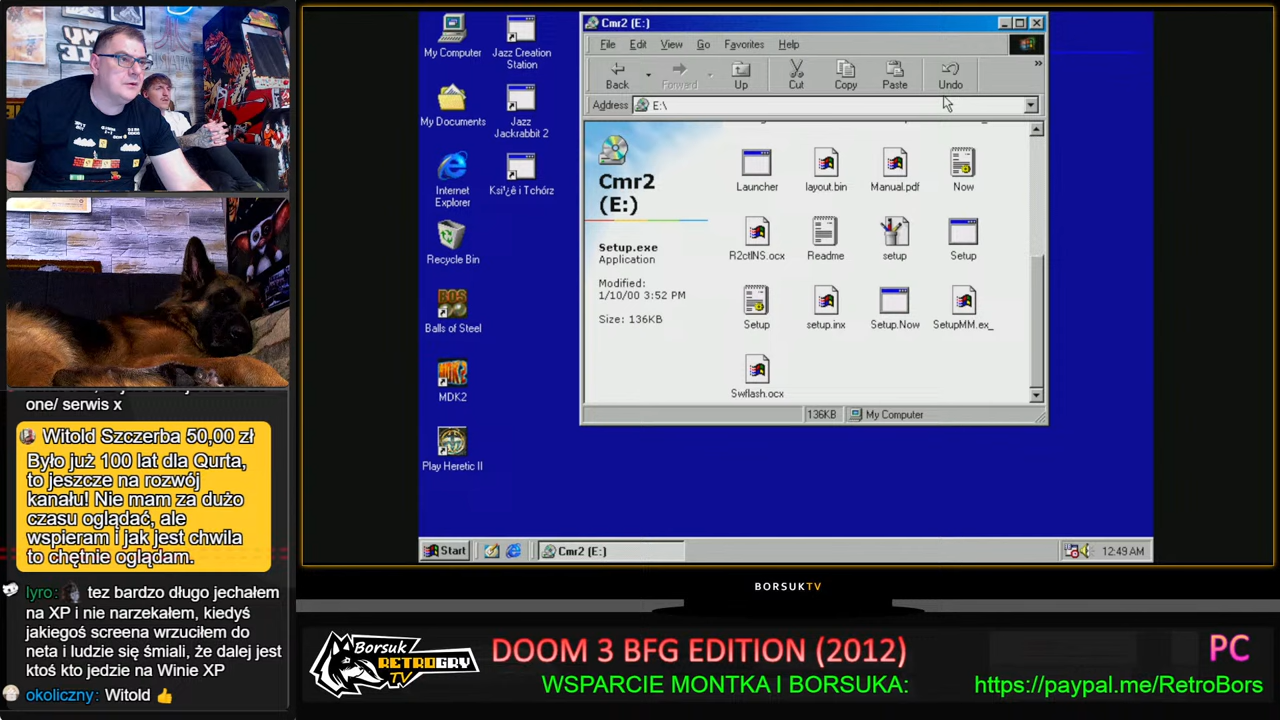 one/ serwis x
Witold Szczerba 50,00 zł
Było już 100 lat dla Qurta,
to jeszcze na rozwój
kanału! Nie mam za dużo
czasu oglądać, ale
wspieram i jak jest chwila
to chętnie oglądam.
lyro: tez bardzo długo jechałem
na XP i nie narzekałem, kiedyś
jakiegoś screena wrzuciłem do
neta i ludzie się śmiali, że dalej jest
ktoś kto jedzie na Winie XP
okoliczny: Witold
My Computer
Jazz Creation
Station
My Documents
Jazz
Jackrabbit 2
Internet
Explorer
Ksi¹¿ê i Tchórz
Recycle Bin
Balls of Steel
MDK2
Play Heretic II
Cmr2 (E:)
File Edit View Go Favorites Help
Back Forward Up Cut Copy Paste Undo
Address E:\
Cmr2
(E:)
Setup.exe
Application
Modified:
1/10/00 3:52 PM
Size: 136KB
Launcher layout.bin Manual.pdf Now
R2ctlNS.ocx Readme setup Setup
Setup setup.inx Setup.Now SetupMM.ex_
Swflash.ocx
136KB My Computer
Start Cmr2 (E:) 12:49 AM
BORSUKTV
Borsuk
RETROGRY
TV
DOOM 3 BFG EDITION (2012) PC
WSPARCIE MONTKA I BORSUKA: https://paypal.me/RetroBors